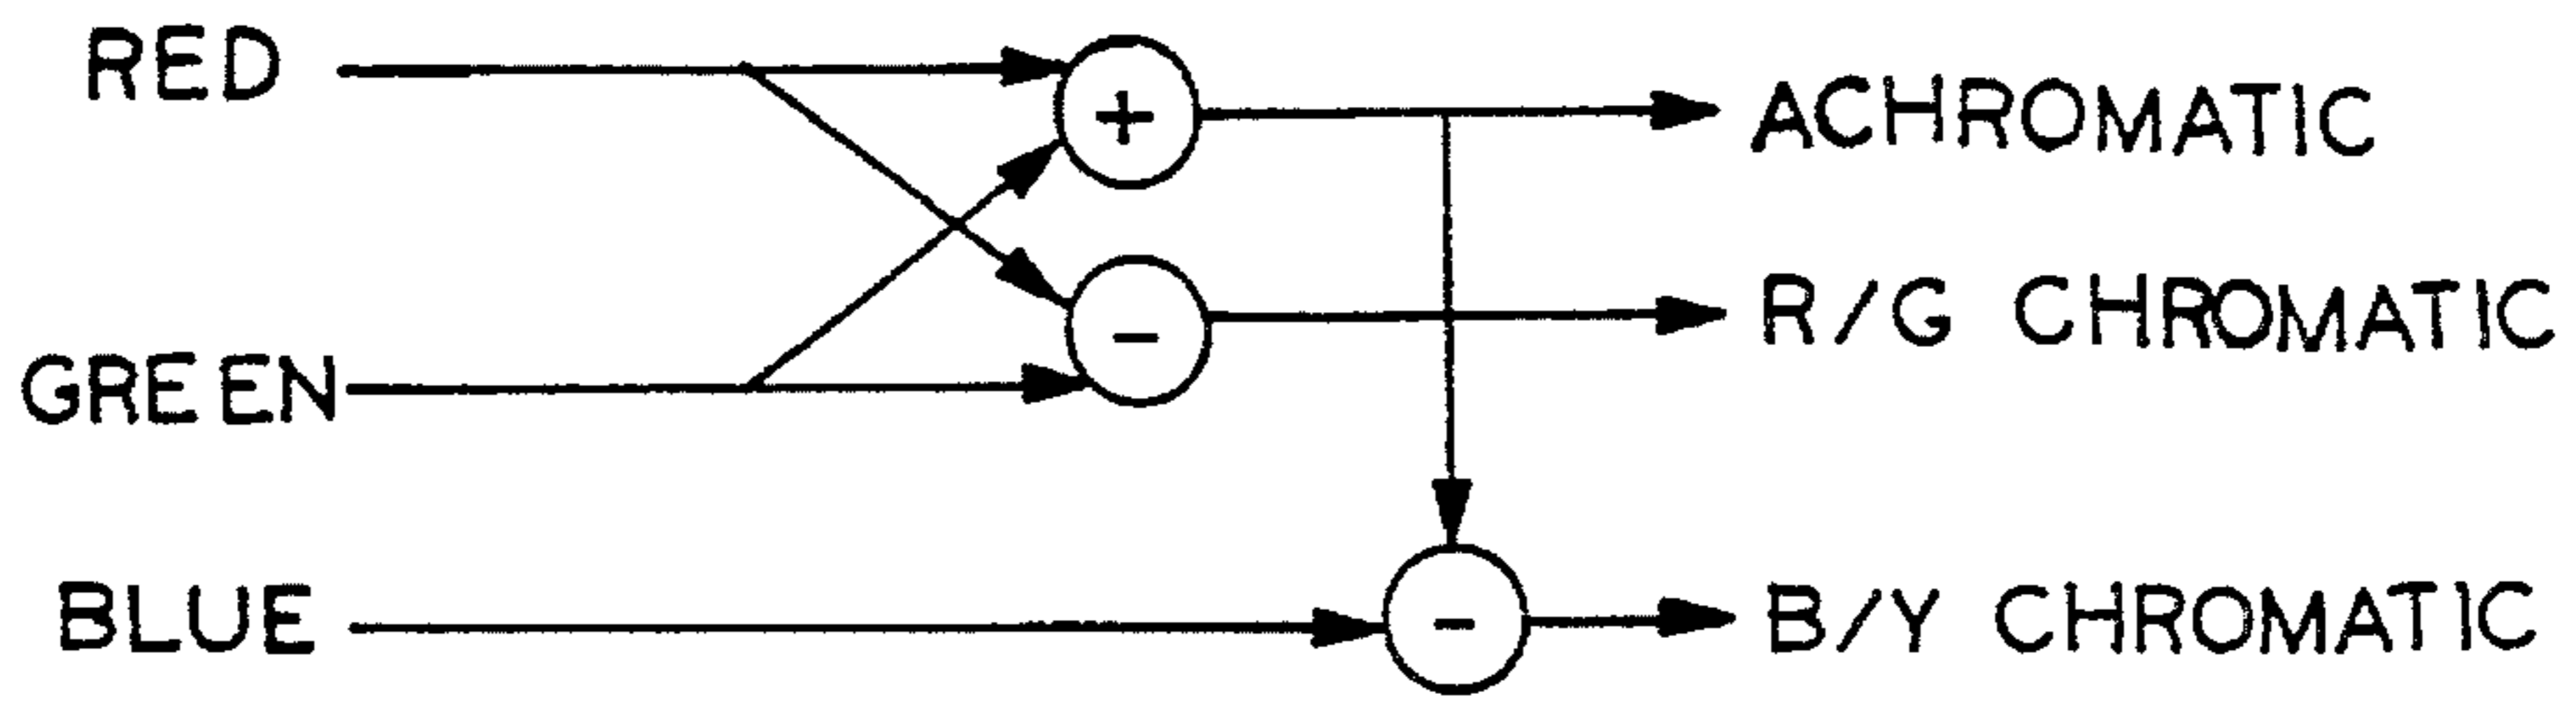 RED
+
ACHROMATIC
-
R/G CHROMATIC
GREEN
BLUE
-
B/Y CHROMATIC